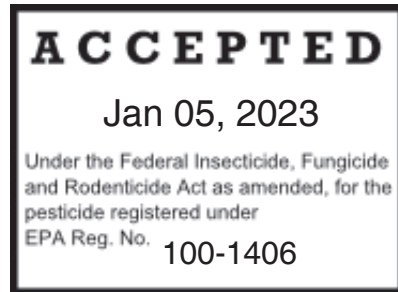 ACCEPTED
Jan 05, 2023
Under the Federal Insecticide, Fungicide
and Rodenticide Act as amended, for the
pesticide registered under
EPA Reg. No. 100-1406